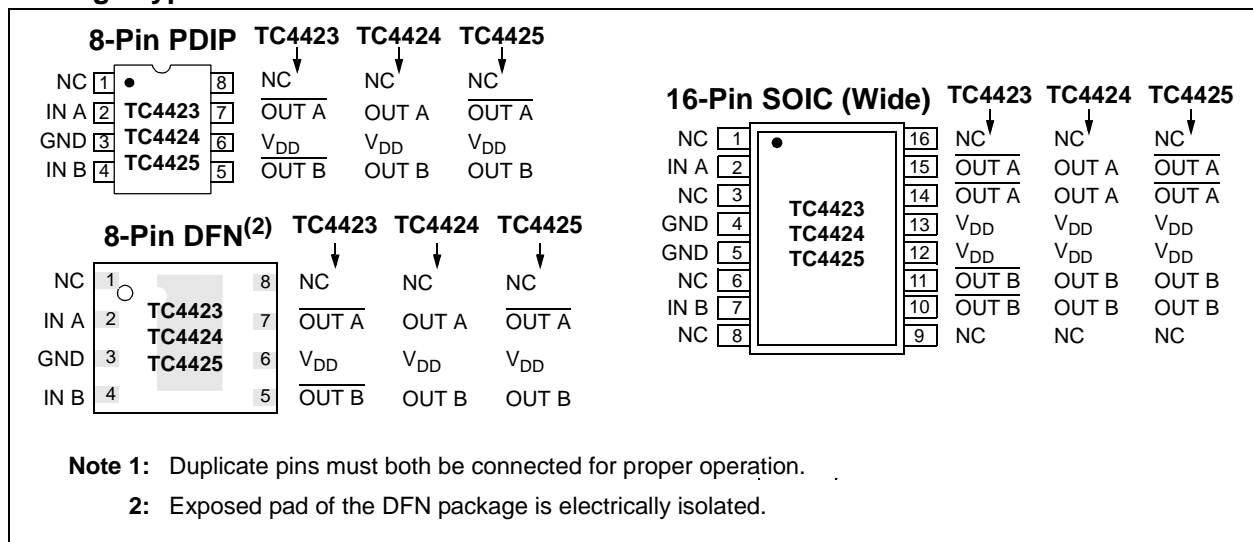 8-Pin PDIP TC4423 TC4424 TC4425
NC 1 8 NC NC NC
IN A 2 TC4423 7 OUT A OUT A OUT A
GND 3 TC4424 6 VDD VDD VDD
IN B 4 TC4425 5 OUT B OUT B OUT B
8-Pin DFN(2) TC4423 TC4424 TC4425
NC 1 8 NC NC NC
IN A 2 TC4423 7 OUT A OUT A OUT A
TC4424
GND 3 TC4425 6 VDD VDD VDD
IN B 4 5 OUT B OUT B OUT B
16-Pin SOIC (Wide) TC4423 TC4424 TC4425
NC 1 16 NC NC NC
IN A 2 15 OUT A OUT A OUT A
NC 3 14 OUT A OUT A OUT A
TC4423
GND 4 13 VDD VDD VDD
TC4424
GND 5 TC4425 12 VDD VDD VDD
NC 6 11 OUT B OUT B OUT B
IN B 7 10 OUT B OUT B OUT B
NC 8 9 NC NC NC
Note 1: Duplicate pins must both be connected for proper operation.
2: Exposed pad of the DFN package is electrically isolated.